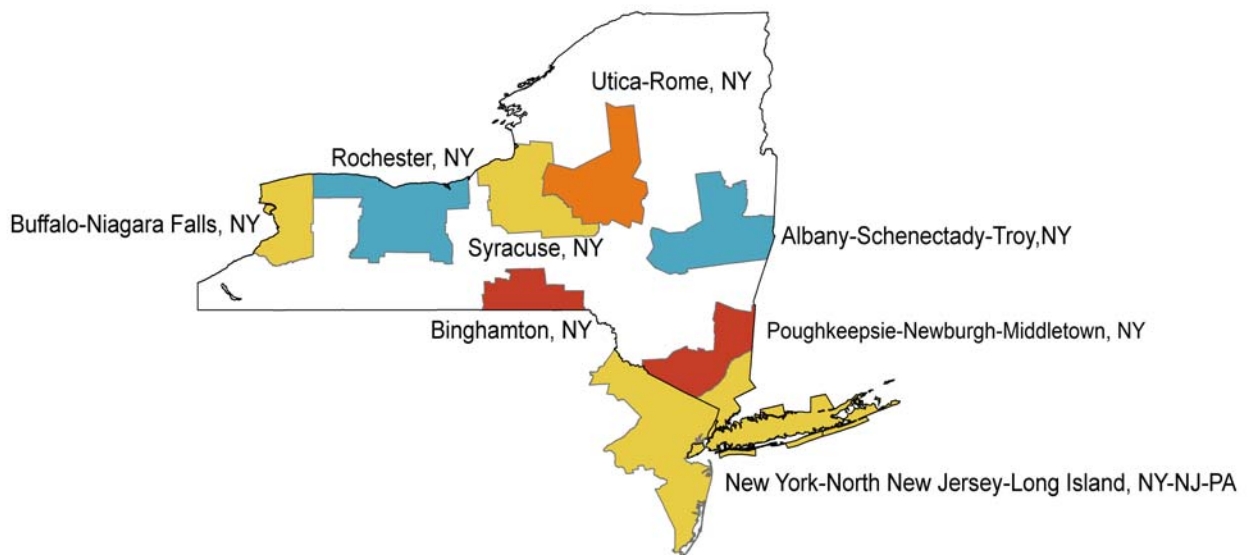 Utica-Rome, NY
Rochester, NY
Buffalo-Niagara Falls, NY
Albany-Schenectady-Troy,NY
Syracuse, NY
Binghamton, NY
Poughkeepsie-Newburgh-Middletown, NY
New York-North New Jersey-Long Island, NY-NJ-PA